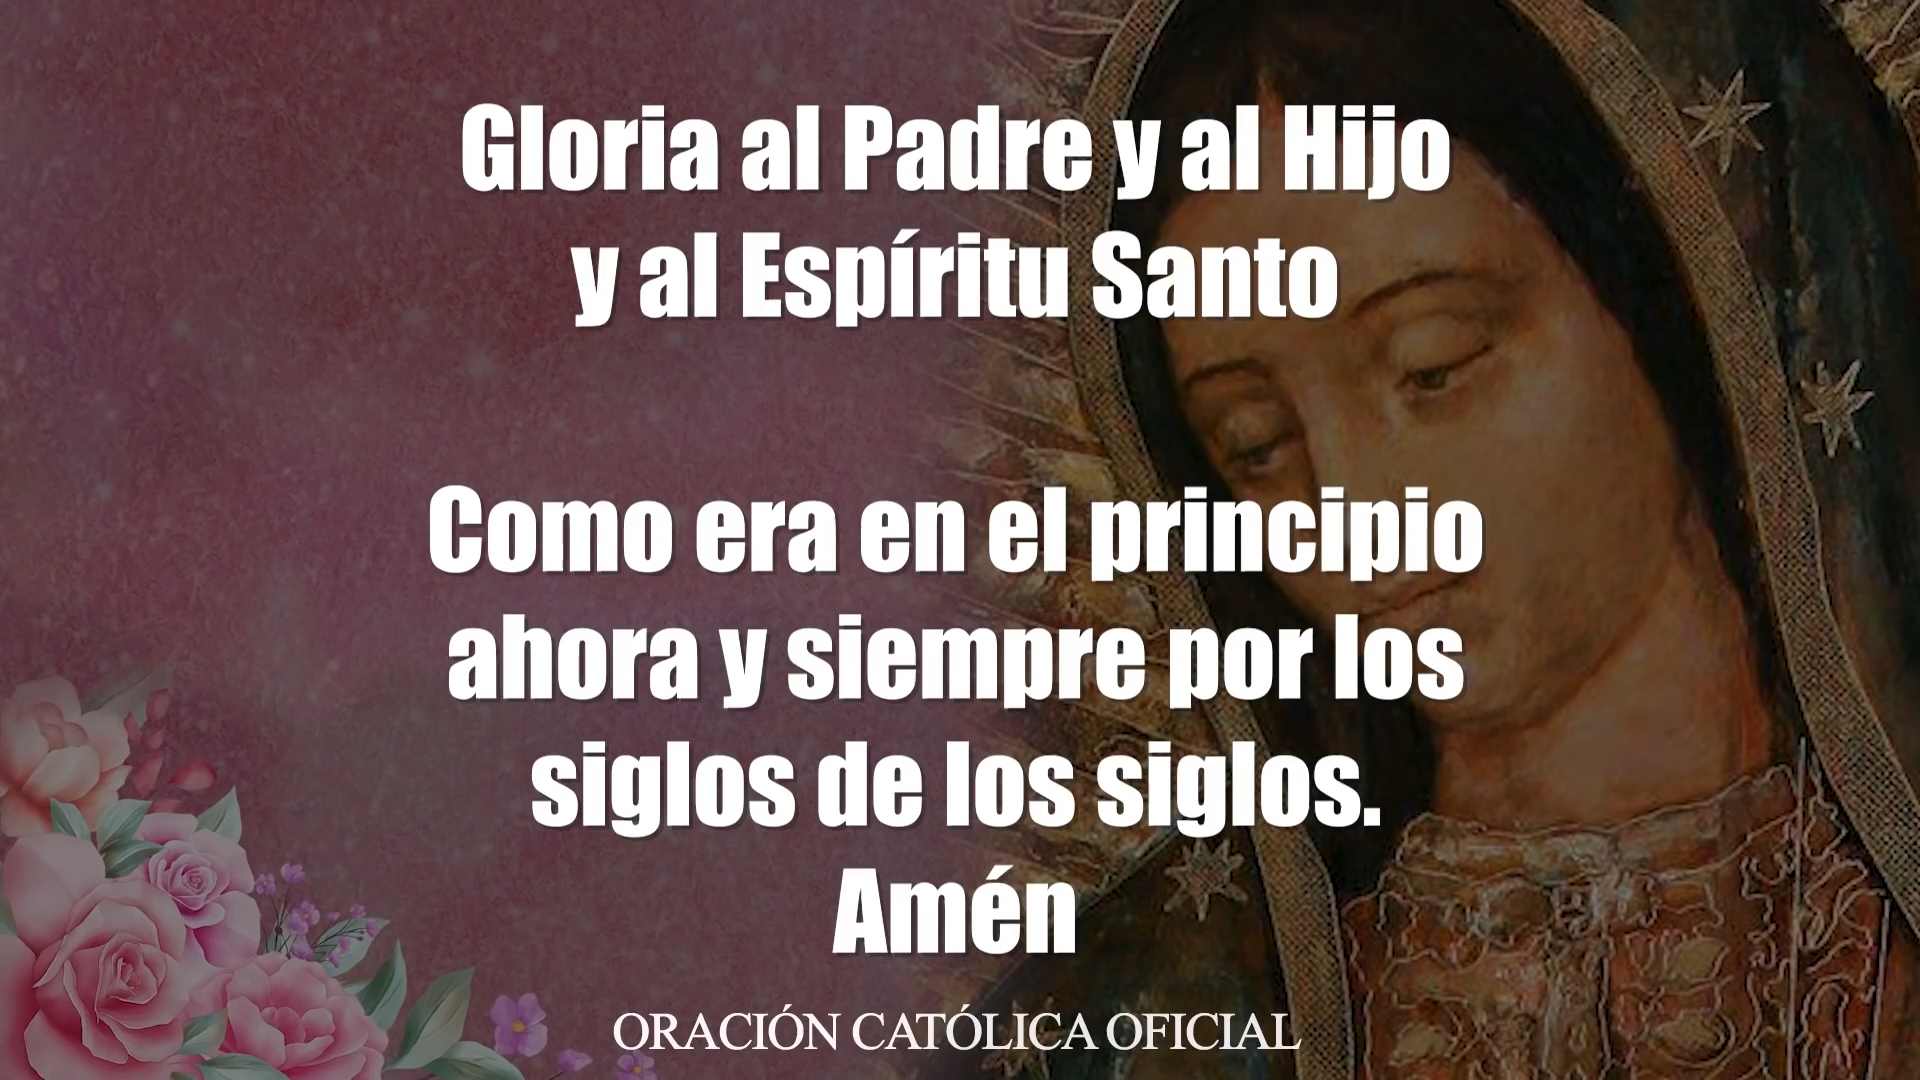 Gloria al Padre y al Hijo
y al Espíritu Santo
Como era en el principio
ahora y siempre por los
siglos de los siglos.
Amén
ORACIÓN CATÓLICA OFICIAL